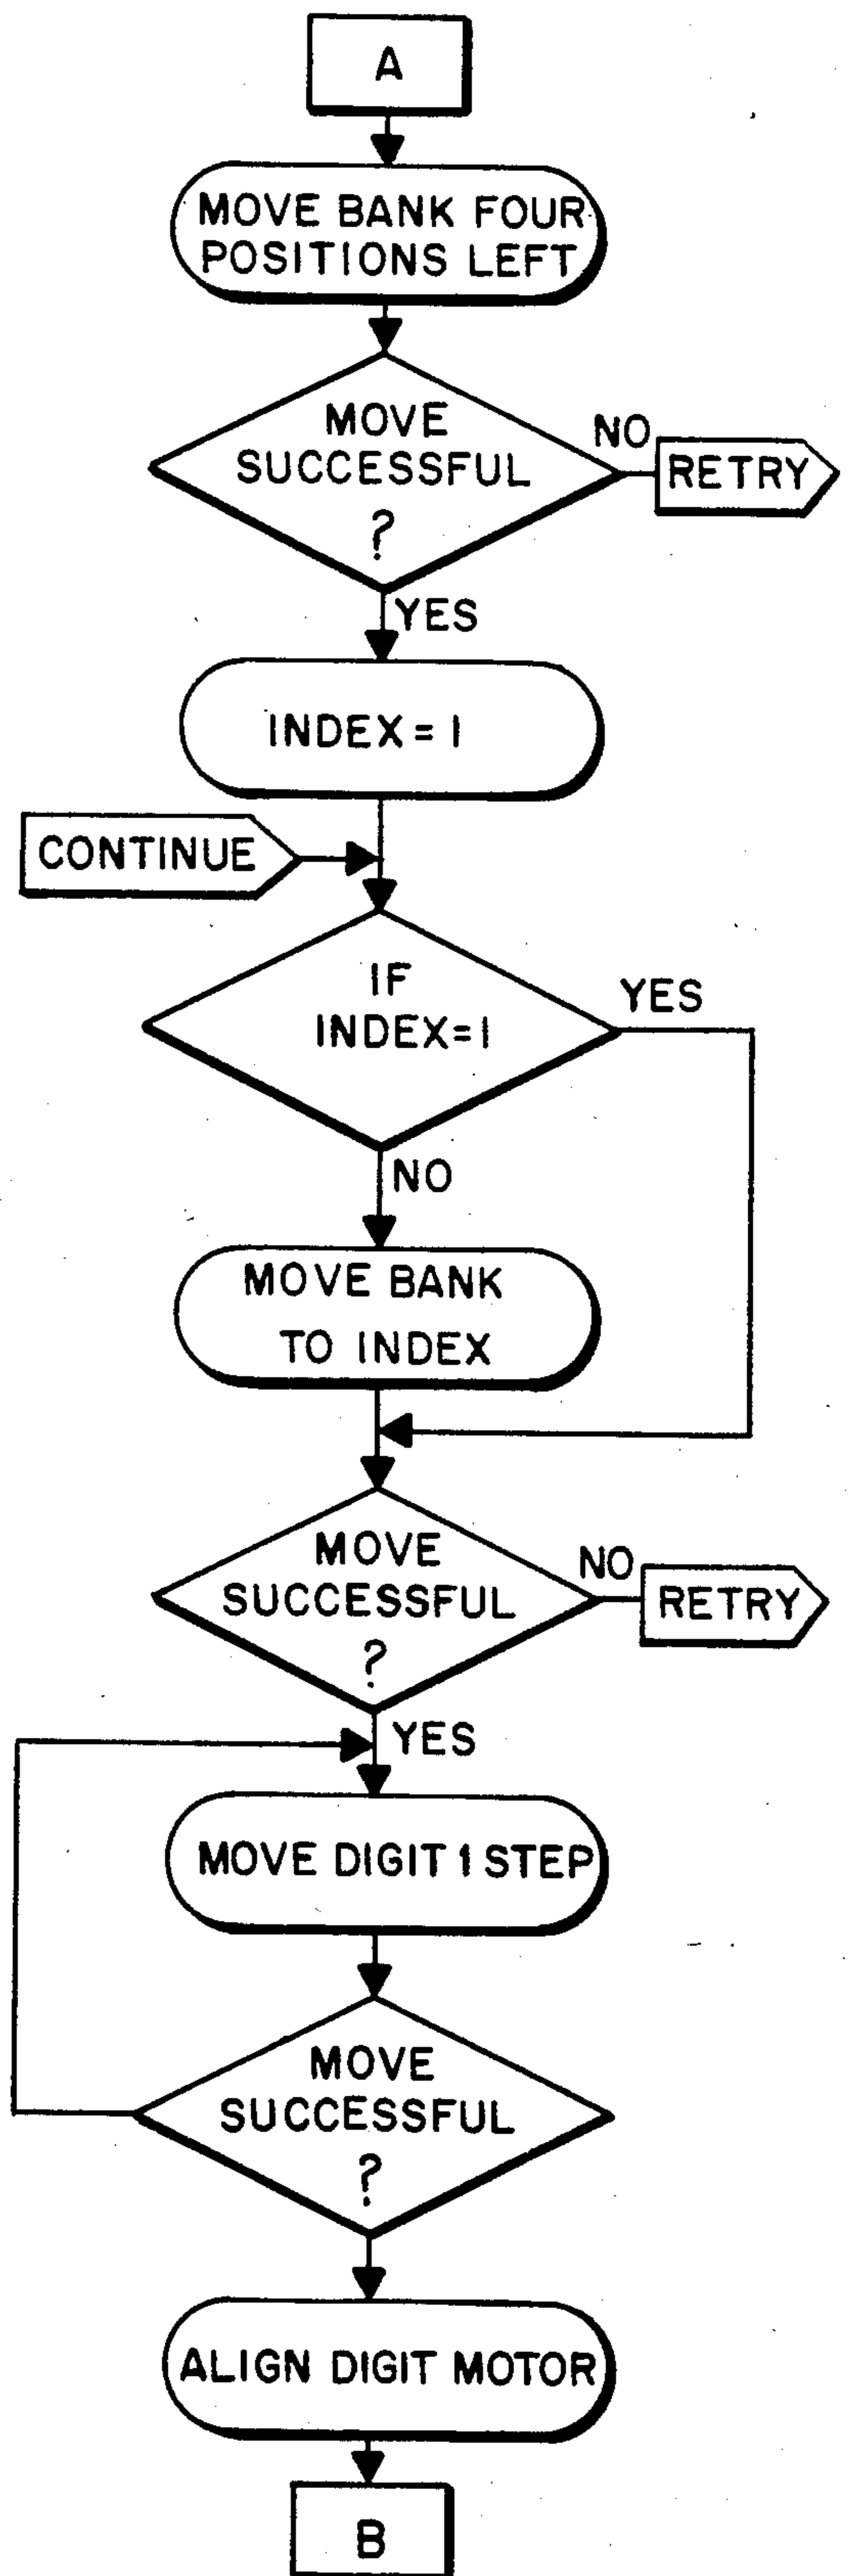 A
MOVE BANK FOUR
POSITIONS LEFT
MOVE
SUCCESSFUL
?
NO
RETRY
YES
INDEX = 1
CONTINUE
IF
INDEX=1
YES
NO
MOVE BANK
TO INDEX
MOVE
SUCCESSFUL
?
NO
RETRY
YES
MOVE DIGIT 1 STEP
MOVE
SUCCESSFUL
?
ALIGN DIGIT MOTOR
B